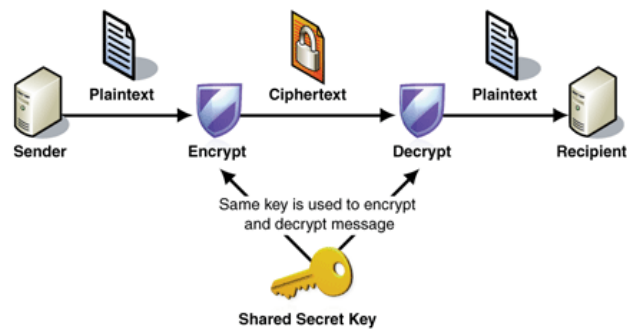 Plaintext
Ciphertext
Plaintext
Sender
Encrypt
Decrypt
Recipient
Same key is used to encrypt
and decrypt message
Shared Secret Key